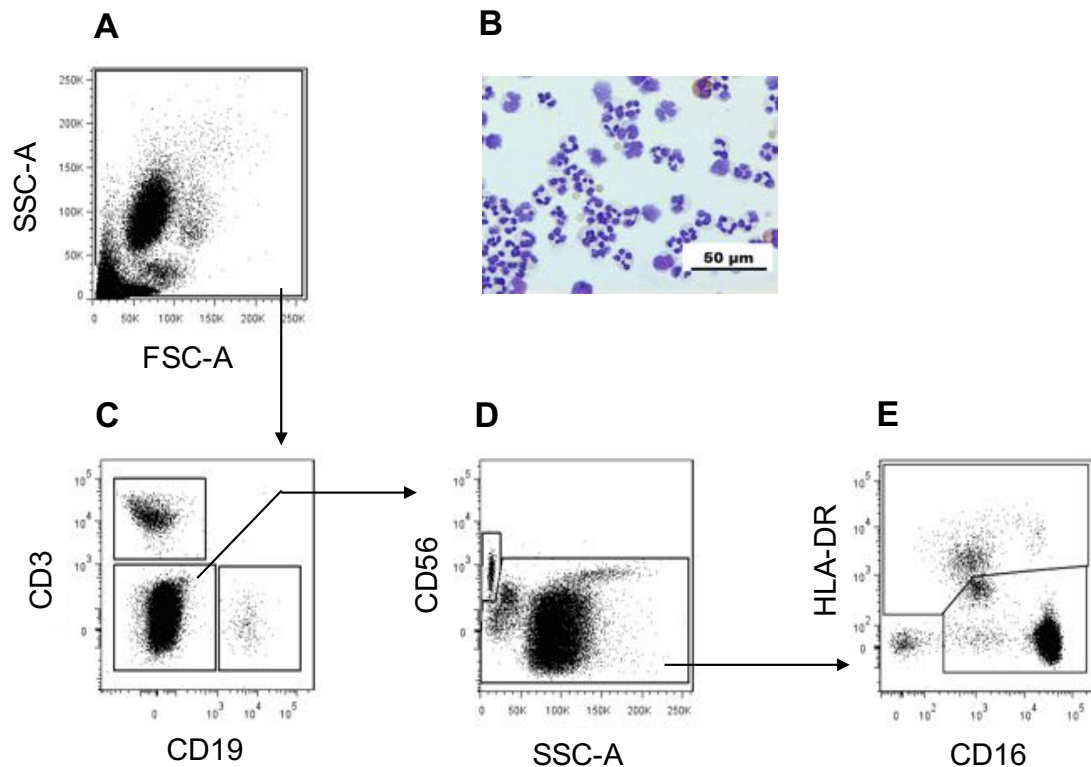 A
B
SSC-A
250K
200K
150K
100K
50K
0
0 50K 100K 150K 200K 250K
FSC-A
50 µm
C
D
E
CD3
10^5
10^4
10^3
0
0 10^3 10^4 10^5
CD19
CD56
10^5
10^4
10^3
0
0 50K 100K 150K 200K 250K
SSC-A
HLA-DR
10^5
10^4
10^3
10^2
0
0 10^2 10^3 10^4 10^5
CD16